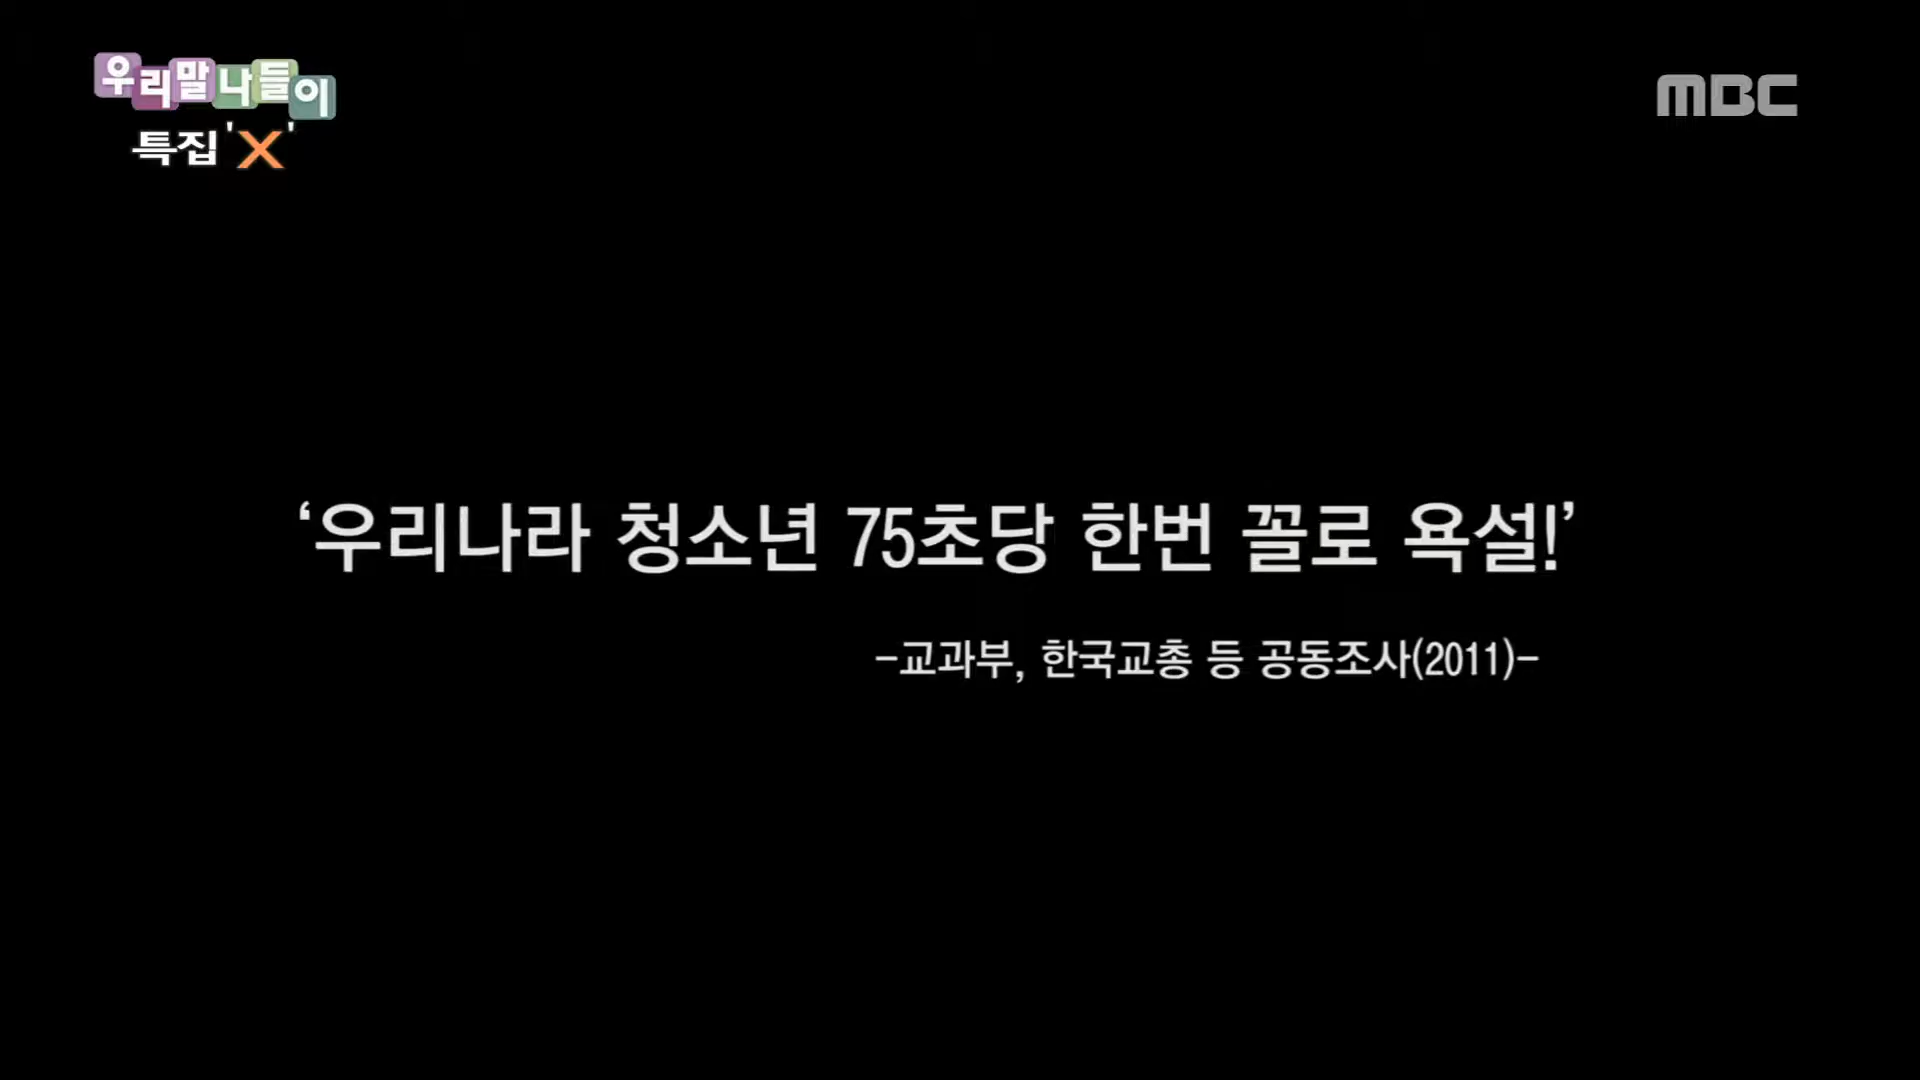 우리말나들이
특집 'X'
MBC
‘우리나라 청소년 75초당 한번 꼴로 욕설!’
-교과부, 한국교총 등 공동조사(2011)-